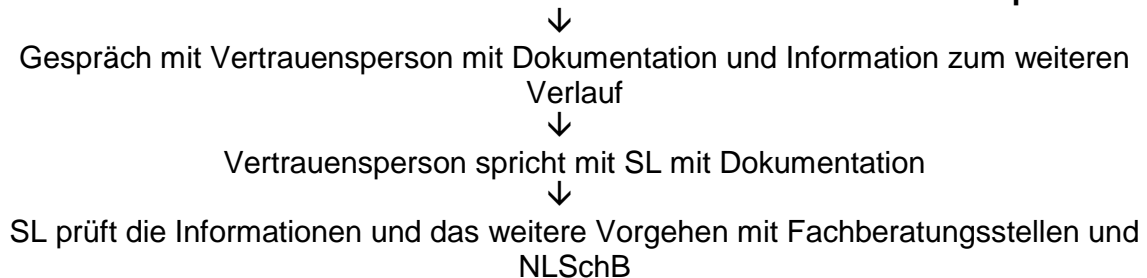 ↓
Gespräch mit Vertrauensperson mit Dokumentation und Information zum weiteren
Verlauf
↓
Vertrauensperson spricht mit SL mit Dokumentation
↓
SL prüft die Informationen und das weitere Vorgehen mit Fachberatungsstellen und
NLSchB